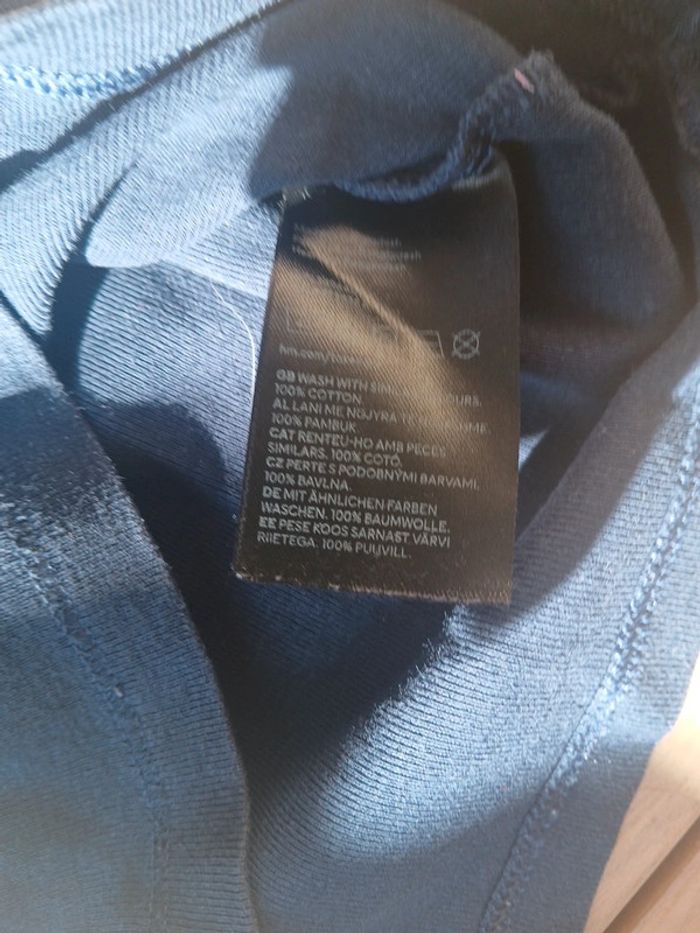 hm.com/take
GB WASH WITH SIMILAR COLOURS.
100% COTTON.
AL LANI ME NGJYRA TË
100% PAMBUK.
CAT RENTEU-HO AMB PECES
SIMILARS. 100% COTÓ.
CZ PERTE S PODOBNÝMI BARVAMI.
100% BAVLNA.
DE MIT ÄHNLICHEN FARBEN
WASCHEN. 100% BAUMWOLLE.
EE PESE KOOS SARNAST VÄRVI
RIIETEGA. 100% PUUVILL.